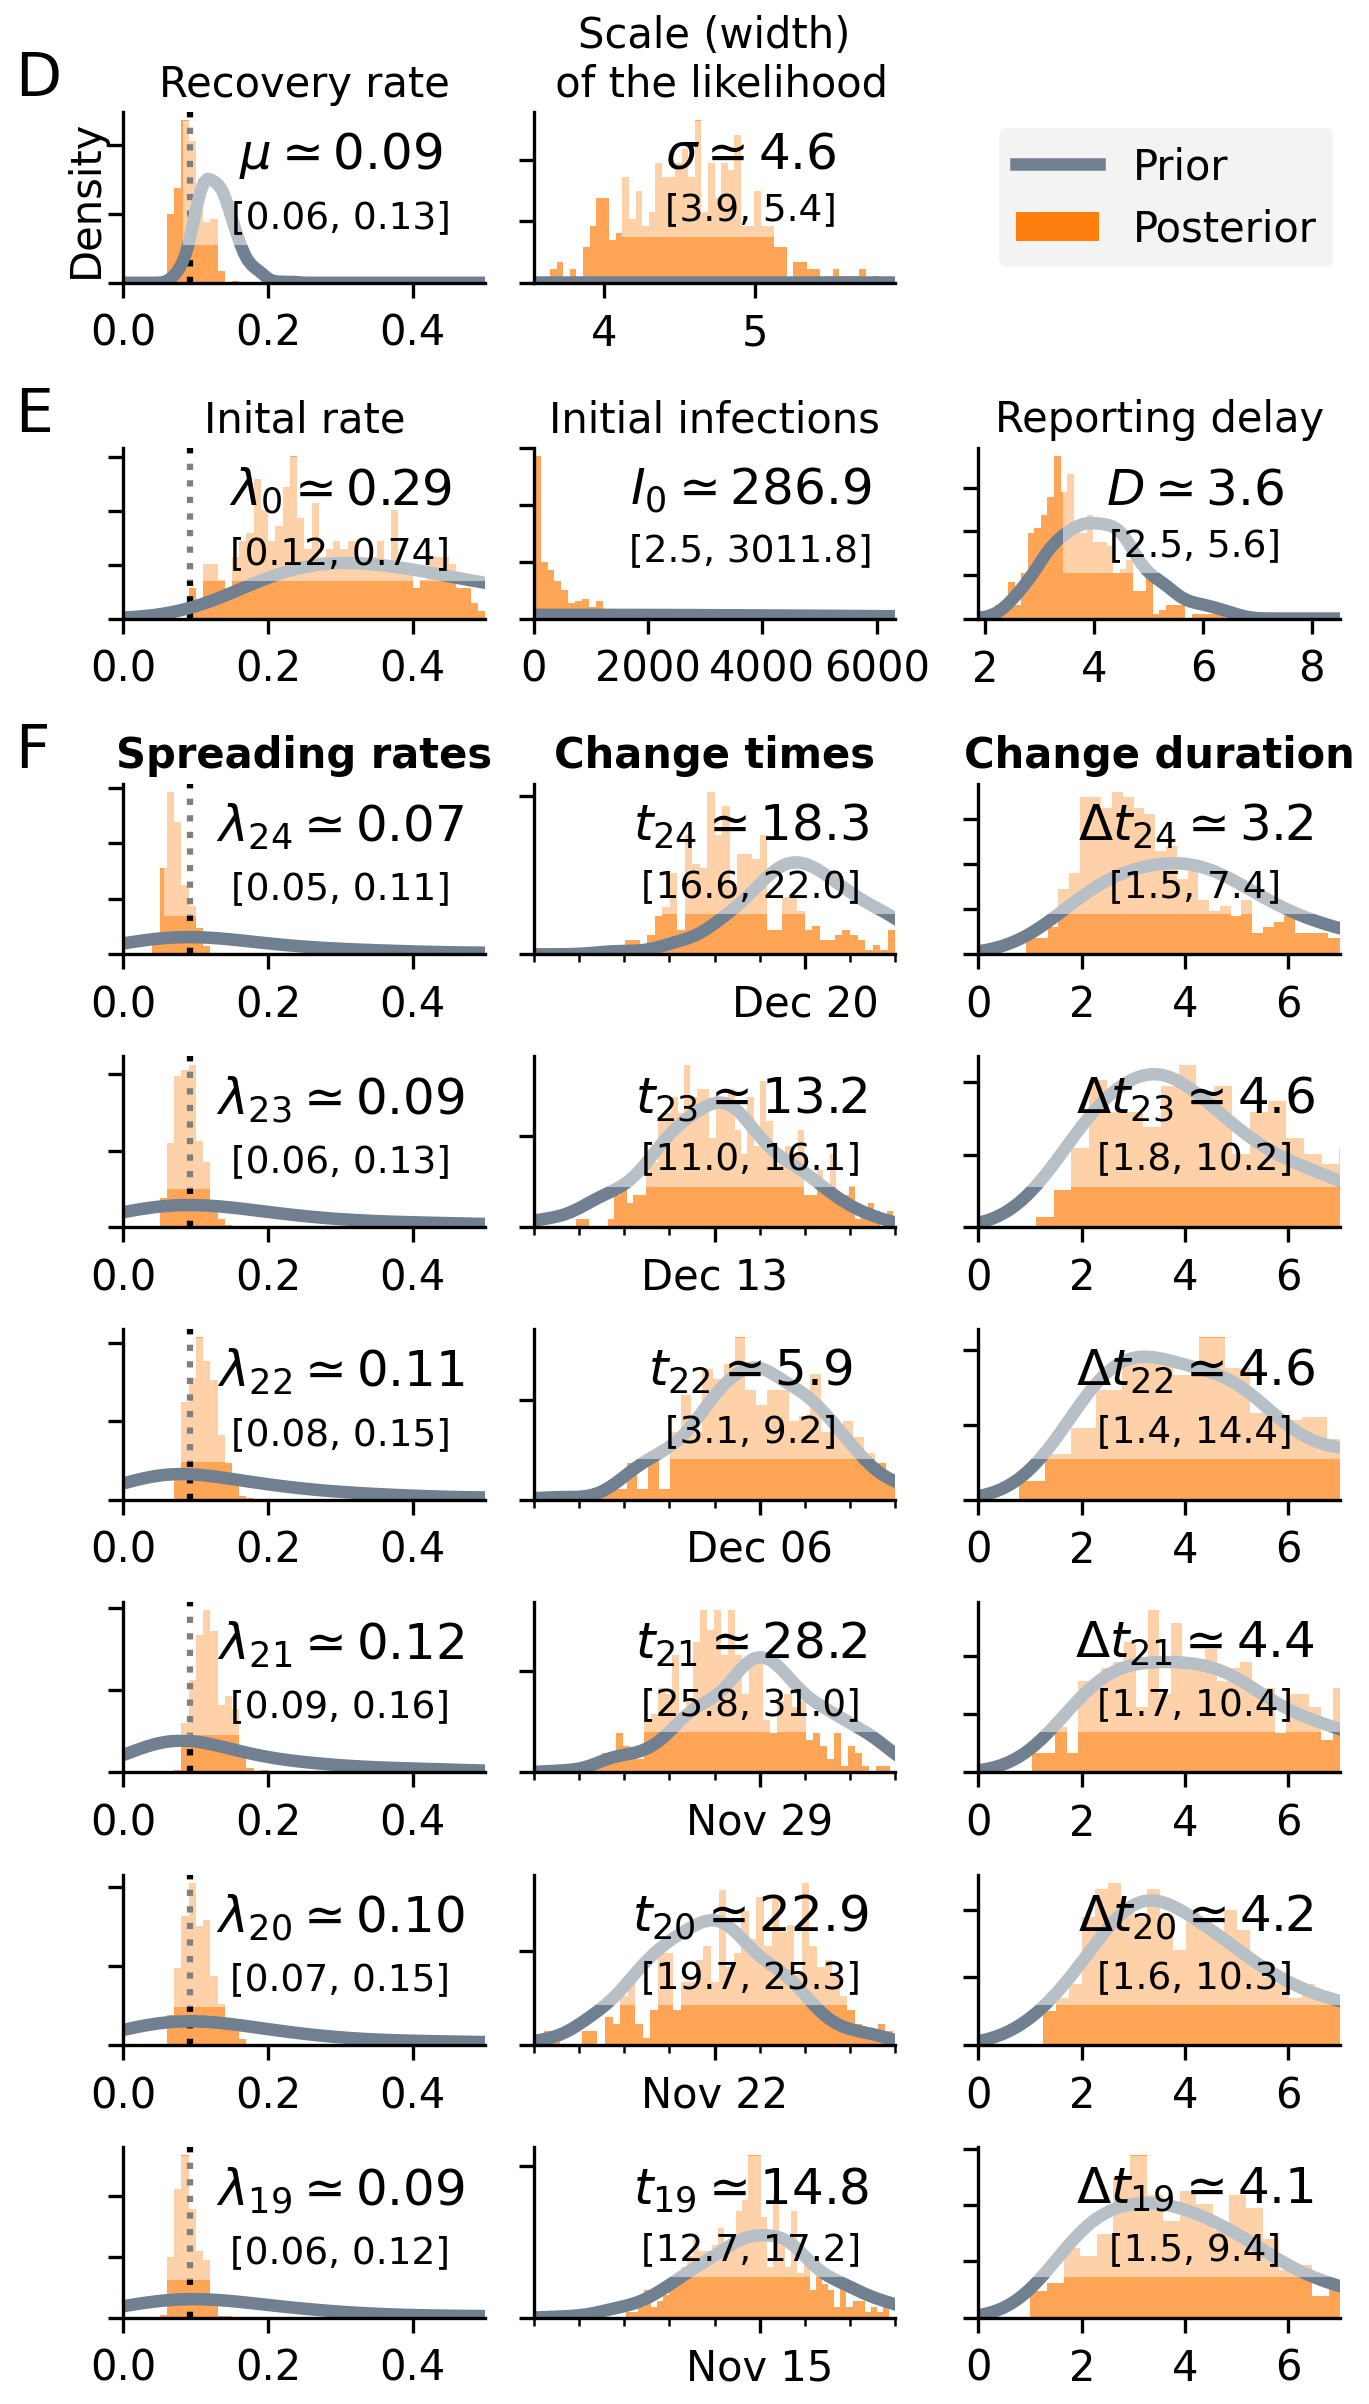 D
Recovery rate
Scale (width)
of the likelihood
Density
μ ≃ 0.09
[0.06, 0.13]
0.0 0.2 0.4
σ ≃ 4.6
[3.9, 5.4]
4 5
Prior
Posterior
E
Inital rate
λ0 ≃ 0.29
[0.12, 0.74]
0.0 0.2 0.4
Initial infections
I0 ≃ 286.9
[2.5, 3011.8]
0 2000 4000 6000
Reporting delay
D ≃ 3.6
[2.5, 5.6]
2 4 6 8
F
Spreading rates
Change times
Change duration
λ24 ≃ 0.07
[0.05, 0.11]
0.0 0.2 0.4
t24 ≃ 18.3
[16.6, 22.0]
Dec 20
Δt24 ≃ 3.2
[1.5, 7.4]
0 2 4 6
λ23 ≃ 0.09
[0.06, 0.13]
0.0 0.2 0.4
t23 ≃ 13.2
[11.0, 16.1]
Dec 13
Δt23 ≃ 4.6
[1.8, 10.2]
0 2 4 6
λ22 ≃ 0.11
[0.08, 0.15]
0.0 0.2 0.4
t22 ≃ 5.9
[3.1, 9.2]
Dec 06
Δt22 ≃ 4.6
[1.4, 14.4]
0 2 4 6
λ21 ≃ 0.12
[0.09, 0.16]
0.0 0.2 0.4
t21 ≃ 28.2
[25.8, 31.0]
Nov 29
Δt21 ≃ 4.4
[1.7, 10.4]
0 2 4 6
λ20 ≃ 0.10
[0.07, 0.15]
0.0 0.2 0.4
t20 ≃ 22.9
[19.7, 25.3]
Nov 22
Δt20 ≃ 4.2
[1.6, 10.3]
0 2 4 6
λ19 ≃ 0.09
[0.06, 0.12]
0.0 0.2 0.4
t19 ≃ 14.8
[12.7, 17.2]
Nov 15
Δt19 ≃ 4.1
[1.5, 9.4]
0 2 4 6